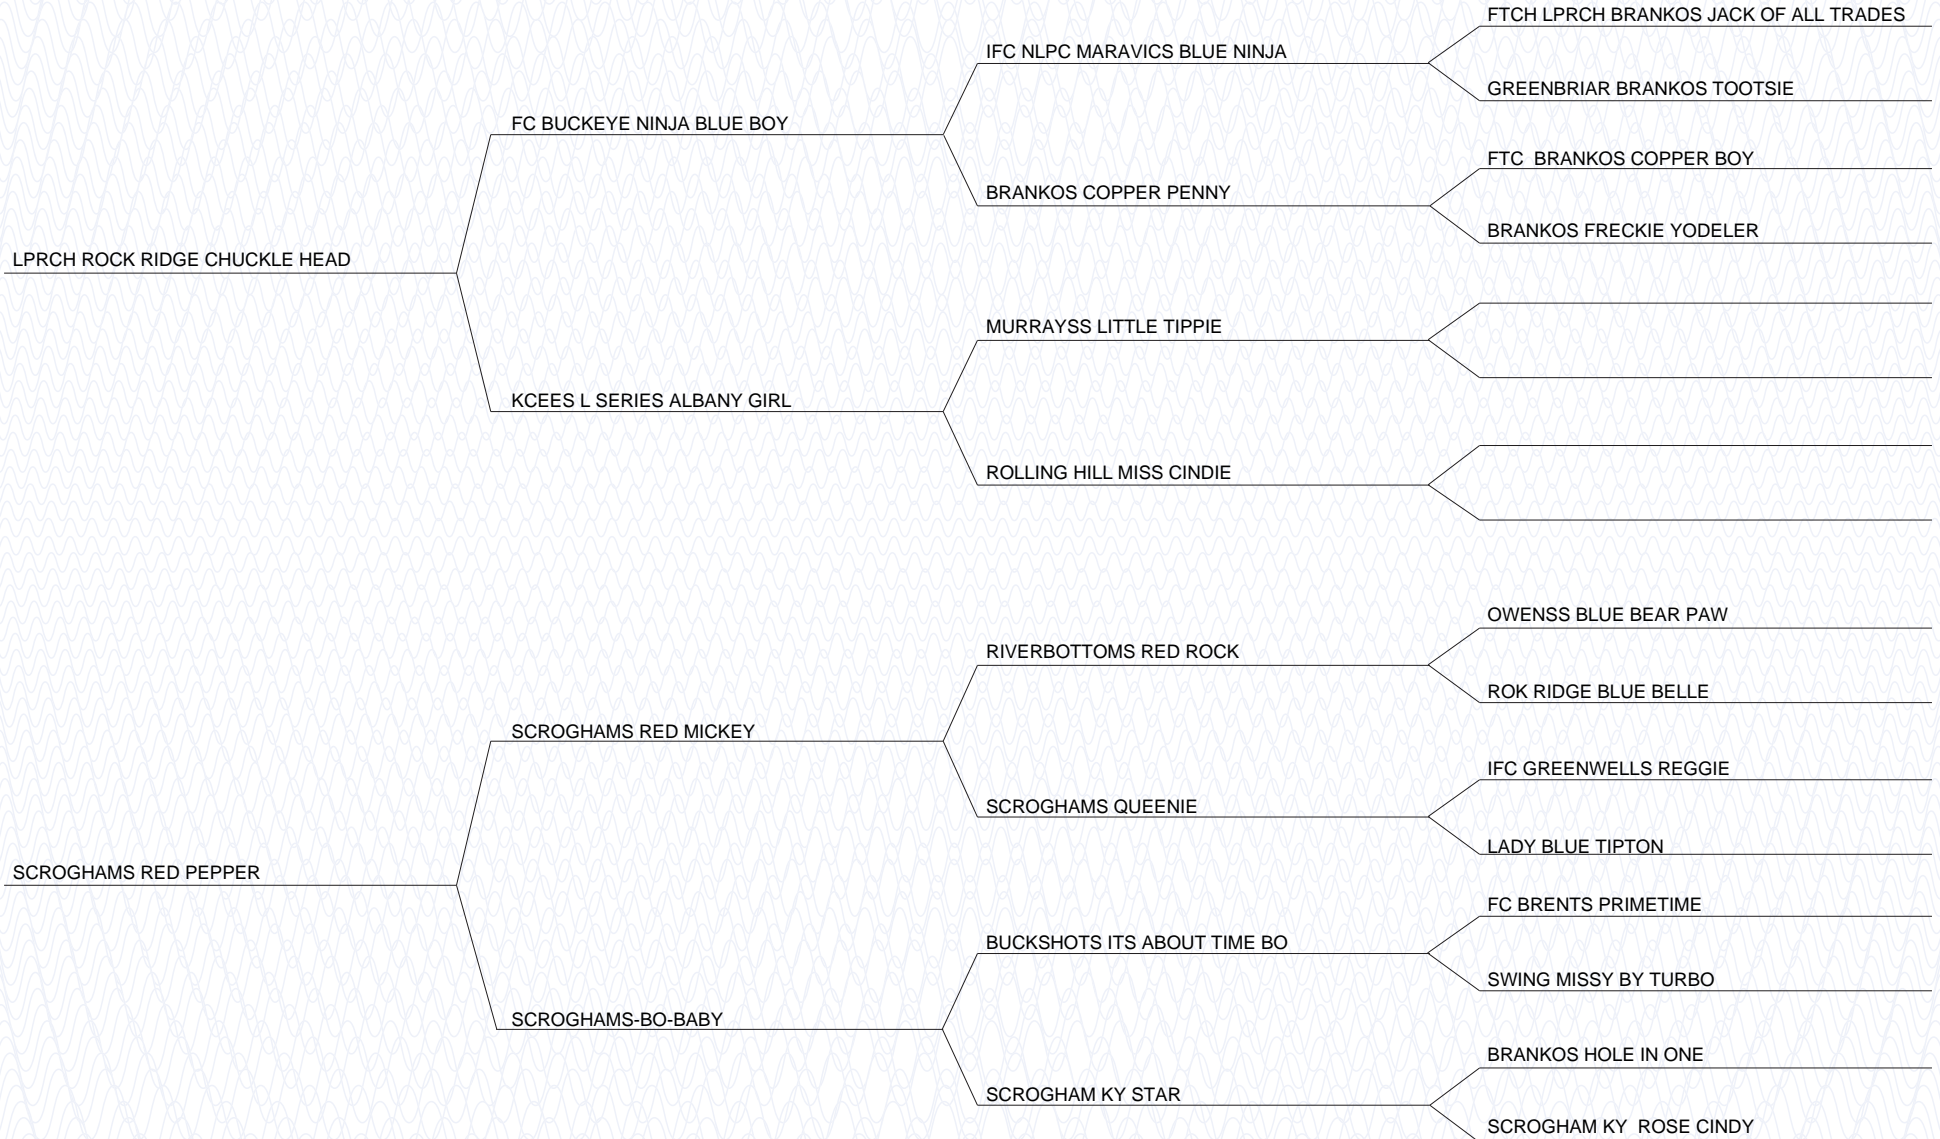 FTCH LPRCH BRANKOS JACK OF ALL TRADES
IFC NLPC MARAVICS BLUE NINJA
GREENBRIAR BRANKOS TOOTSIE
FC BUCKEYE NINJA BLUE BOY
FTC  BRANKOS COPPER BOY
BRANKOS COPPER PENNY
BRANKOS FRECKIE YODELER
LPRCH ROCK RIDGE CHUCKLE HEAD
MURRAYSS LITTLE TIPPIE
KCEES L SERIES ALBANY GIRL
ROLLING HILL MISS CINDIE
OWENSS BLUE BEAR PAW
RIVERBOTTOMS RED ROCK
ROK RIDGE BLUE BELLE
SCROGHAMS RED MICKEY
IFC GREENWELLS REGGIE
SCROGHAMS QUEENIE
LADY BLUE TIPTON
SCROGHAMS RED PEPPER
FC BRENTS PRIMETIME
BUCKSHOTS ITS ABOUT TIME BO
SWING MISSY BY TURBO
SCROGHAMS-BO-BABY
BRANKOS HOLE IN ONE
SCROGHAM KY STAR
SCROGHAM KY  ROSE CINDY